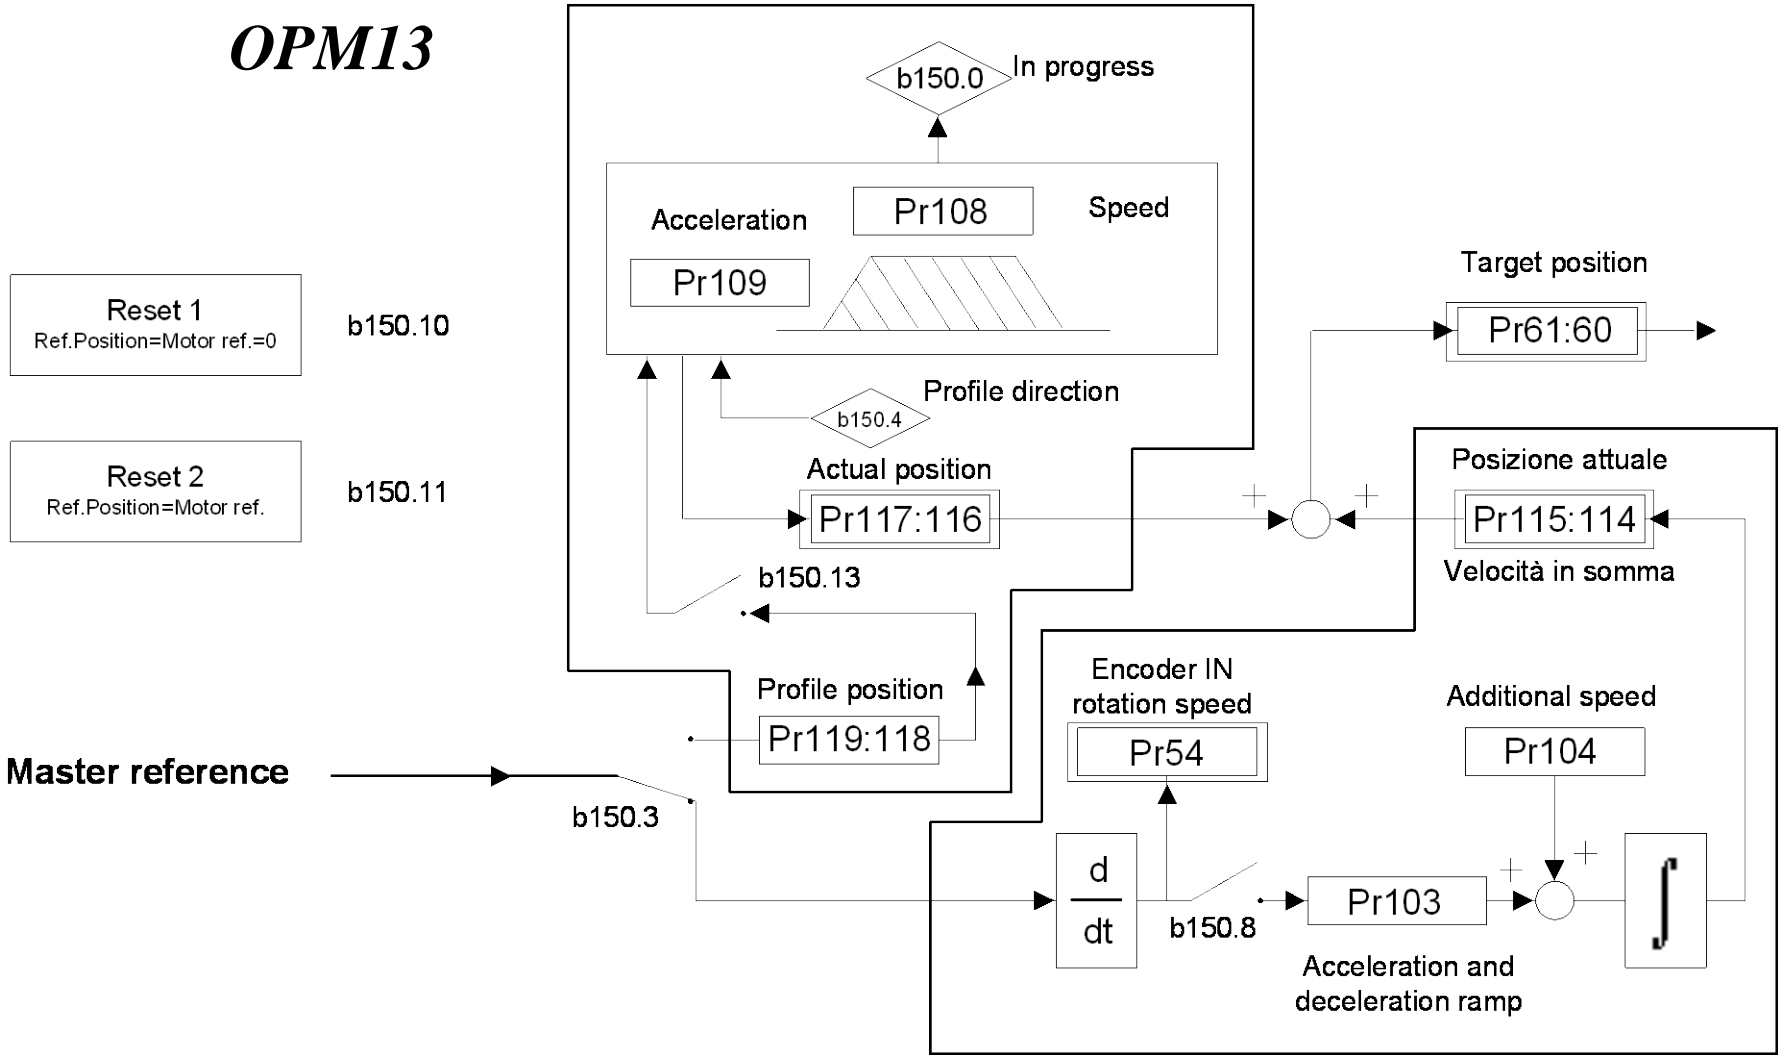 OPM13
b150.0
In progress
Acceleration
Pr108
Speed
Pr109
Reset 1
Ref.Position=Motor ref.=0
b150.10
Target position
Pr61:60
Profile direction
b150.4
Reset 2
Ref.Position=Motor ref.
b150.11
Actual position
Pr117:116
+
+
Posizione attuale
Pr115:114
Velocità in somma
b150.13
Profile position
Pr119:118
Encoder IN
rotation speed
Pr54
Additional speed
Pr104
Master reference
b150.3
d
dt
b150.8
Pr103
+
+
∫
Acceleration and
deceleration ramp